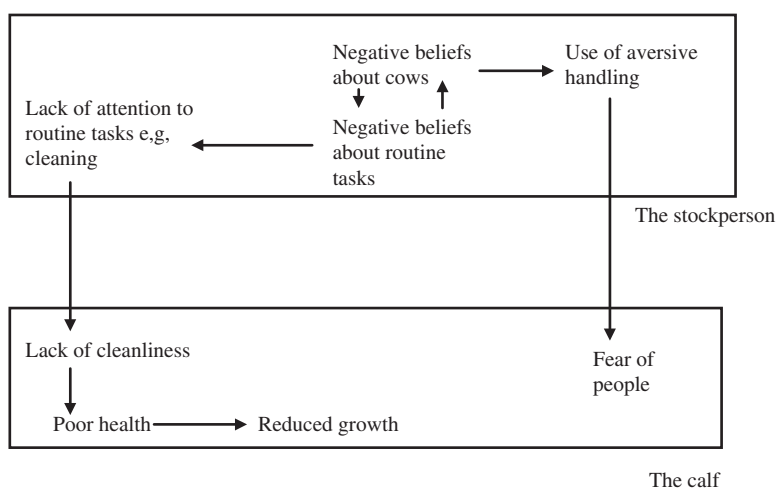 Negative beliefs
about cows
Use of aversive
handling
Lack of attention to
routine tasks e,g,
cleaning
Negative beliefs
about routine
tasks
The stockperson
Lack of cleanliness
Fear of
people
Poor health
Reduced growth
The calf